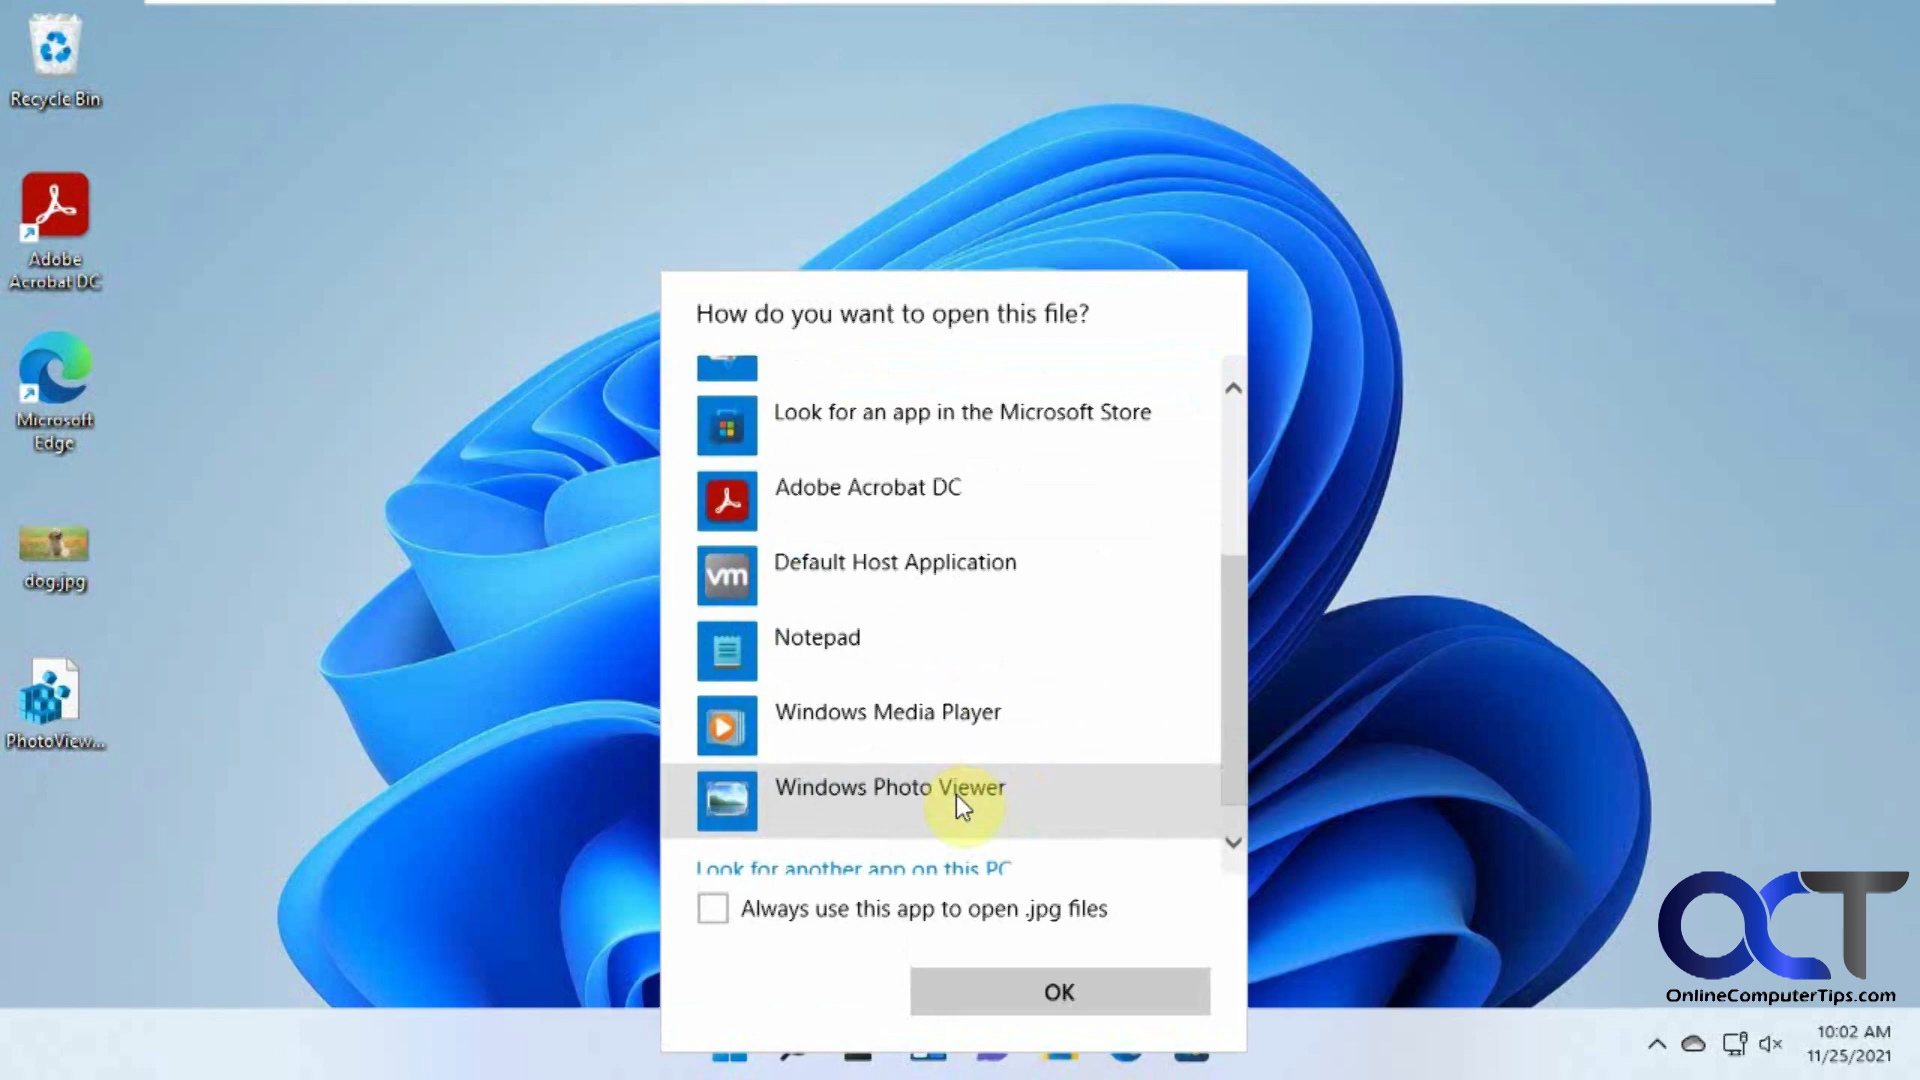 Recycle Bin
Adobe
Acrobat DC
Microsoft
Edge
dog.jpg
PhotoView...
How do you want to open this file?
Look for an app in the Microsoft Store
Adobe Acrobat DC
vm
Default Host Application
Notepad
Windows Media Player
Windows Photo Viewer
Look for another app on this PC
Always use this app to open .jpg files
OK
OCT
OnlineComputerTips.com
10:02 AM
11/25/2021